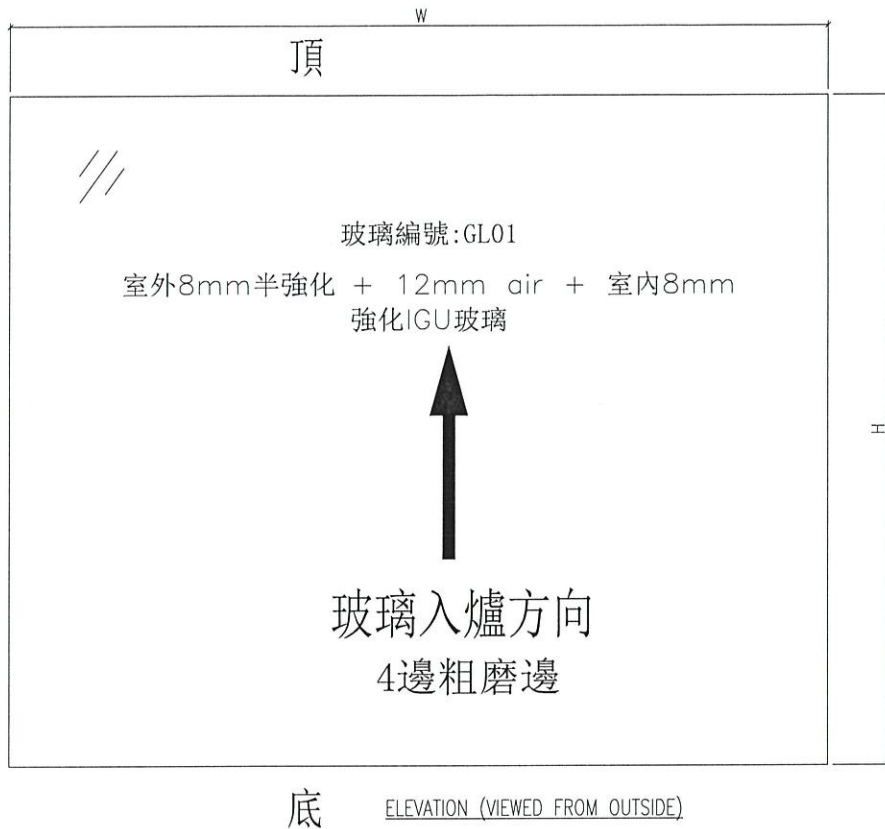 W
頂
玻璃編號:GL01
室外8mm半強化 + 12mm air + 室內8mm
強化IGU玻璃
H
玻璃入爐方向
4邊粗磨邊
底
ELEVATION (VIEWED FROM OUTSIDE)